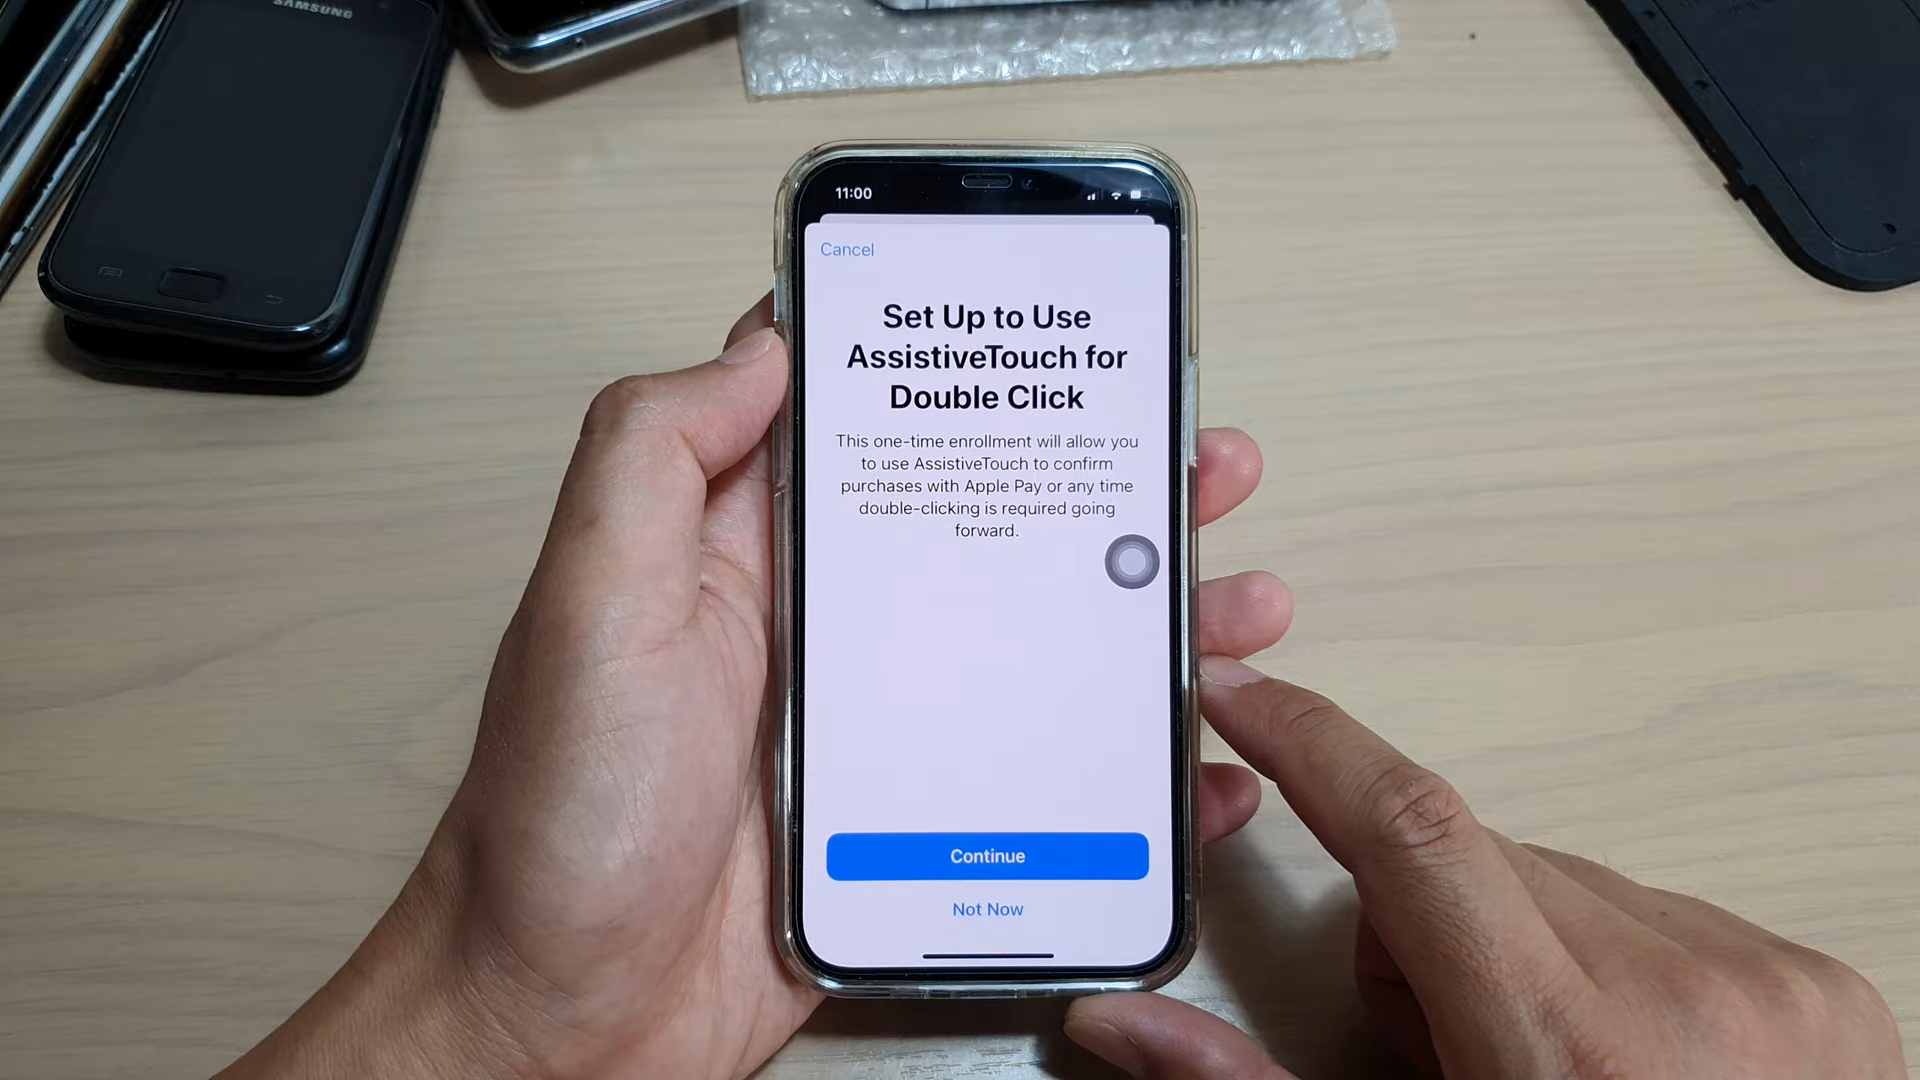 SAMSUNG
11:00
Cancel
Set Up to Use
AssistiveTouch for
Double Click
This one-time enrollment will allow you
to use AssistiveTouch to confirm
purchases with Apple Pay or any time
double-clicking is required going
forward.
Continue
Not Now